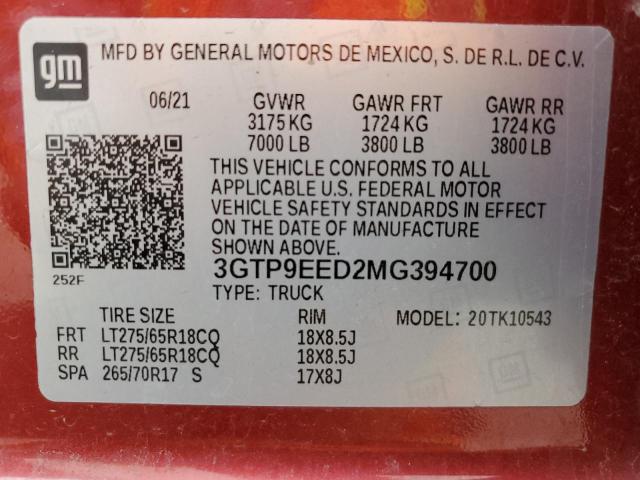 gm
MFD BY GENERAL MOTORS DE MEXICO, S. DE R.L. DE C.V.
06/21 GVWR GAWR FRT GAWR RR
3175 KG 1724 KG 1724 KG
7000 LB 3800 LB 3800 LB
THIS VEHICLE CONFORMS TO ALL
APPLICABLE U.S. FEDERAL MOTOR
VEHICLE SAFETY STANDARDS IN EFFECT
ON THE DATE OF MANUFACTURE
SHOWN ABOVE.
3GTP9EED2MG394700
252F
TYPE: TRUCK
TIRE SIZE RIM MODEL: 20TK10543
FRT LT275/65R18CQ 18X8.5J
RR LT275/65R18CQ 18X8.5J
SPA 265/70R17 S 17X8J